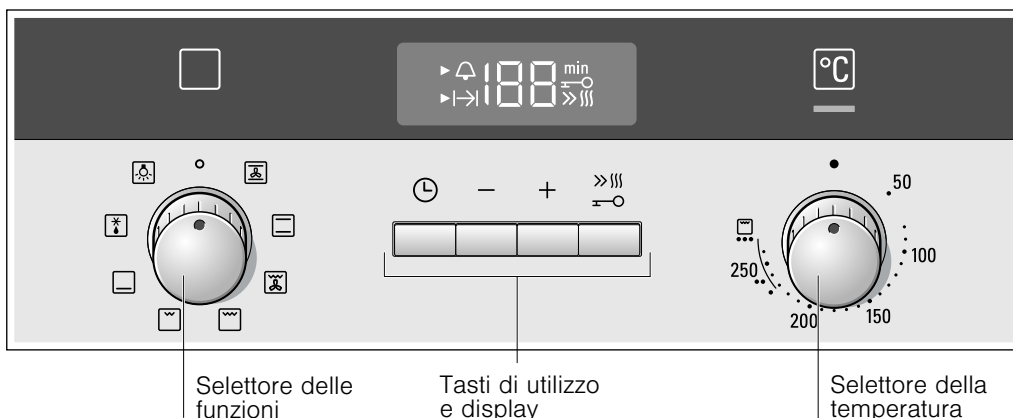 188 min
°C
50
100
150
200
250
− +
Selettore delle
funzioni
Tasti di utilizzo
e display
Selettore della
temperatura